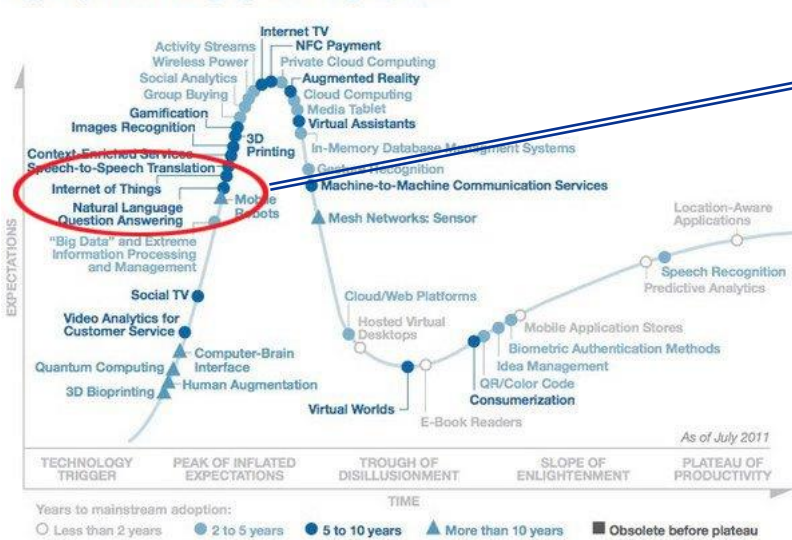 Internet TV
NFC Payment
Activity Streams
Wireless Power
Private Cloud Computing
Social Analytics
Augmented Reality
Group Buying
Cloud Computing
Gamification
Media Tablet
Images Recognition
Virtual Assistants
3D
Printing
In-Memory Database Management Systems
Context-Enriched Services
Speech-to-Speech Translation
Gesture Recognition
Internet of Things
Machine-to-Machine Communication Services
Natural Language
Question Answering
Mobile
Robots
Mesh Networks: Sensor
"Big Data" and Extreme
Information Processing
and Management
Location-Aware
Applications
Speech Recognition
Predictive Analytics
Social TV
Cloud/Web Platforms
Video Analytics for
Customer Service
Hosted Virtual
Desktops
Mobile Application Stores
Biometric Authentication Methods
Computer-Brain
Interface
Idea Management
Quantum Computing
QR/Color Code
Human Augmentation
3D Bioprinting
Consumerization
Virtual Worlds
E-Book Readers
EXPECTATIONS
As of July 2011
TECHNOLOGY
TRIGGER
PEAK OF INFLATED
EXPECTATIONS
TROUGH OF
DISILLUSIONMENT
SLOPE OF
ENLIGHTENMENT
PLATEAU OF
PRODUCTIVITY
TIME
Years to mainstream adoption:
Less than 2 years
2 to 5 years
5 to 10 years
More than 10 years
Obsolete before plateau